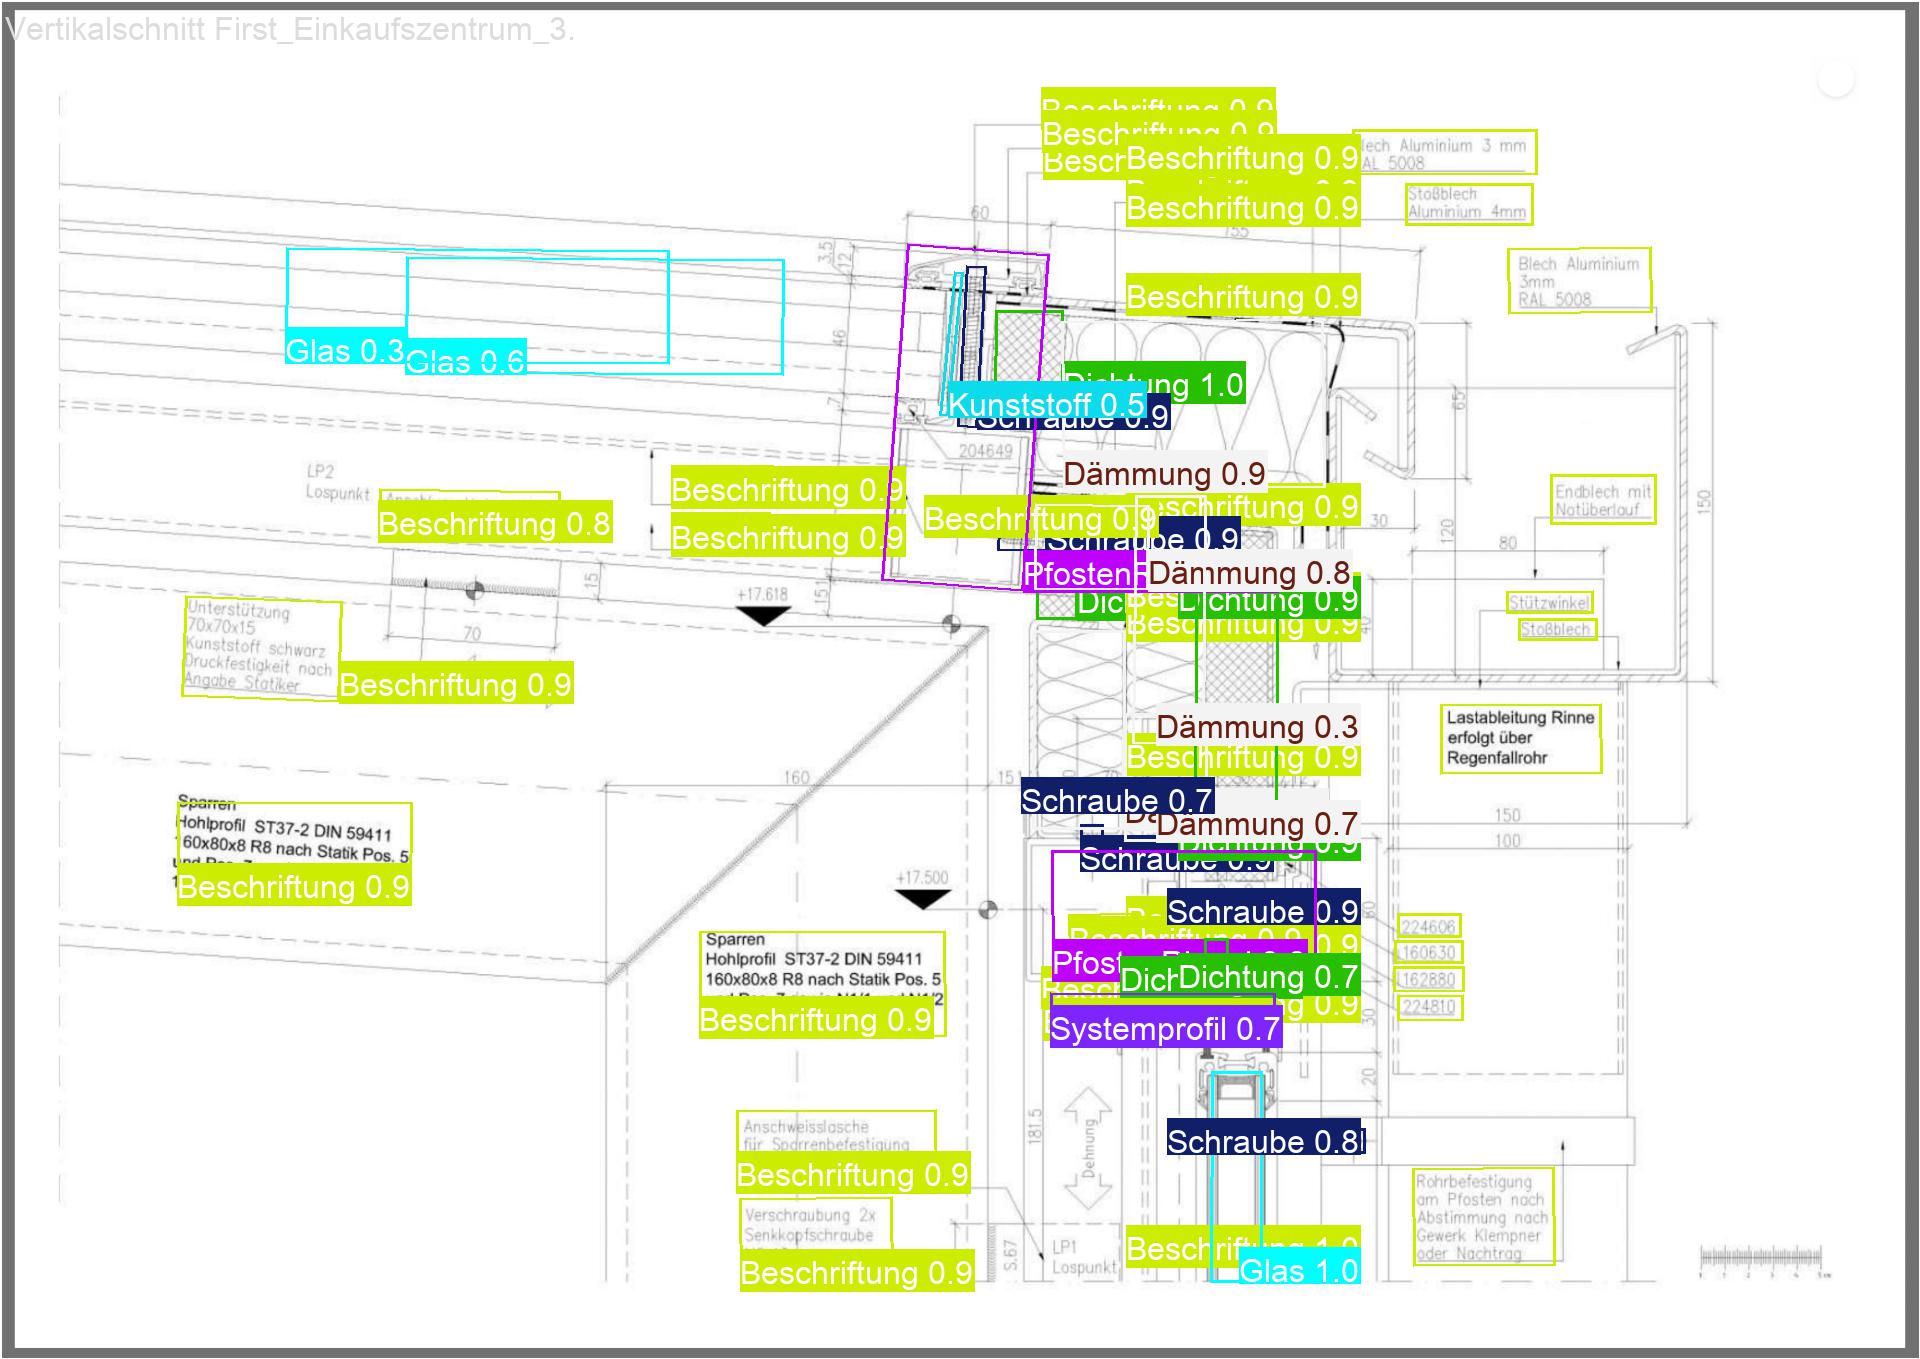 Vertikalschnitt First_Einkaufszentrum_3.
Beschriftung 0.9
Beschriftung 0.9
Beschriftung 0.9
Beschriftung 0.9
Beschriftung 0.9
lech Aluminium 3 mm
AL 5008
Stoßblech
Aluminium 4mm
Blech Aluminium
3mm
RAL 5008
60
155
3,5
12
46
7
Glas 0.3
Glas 0.6
Dichtung 1.0
Kunststoff 0.5
Schraube 0.9
204649
LP2
Lospunkt
Beschriftung 0.8
Beschriftung 0.9
Beschriftung 0.9
Beschriftung 0.9
Dämmung 0.9
Beschriftung 0.9
Schraube 0.9
Pfosten
Dämmung 0.8
Dichtung 0.9
Beschriftung 0.9
65
30
120
150
80
40
Endblech mit
Notüberlauf
Stützwinkel
Stoßblech
15
15
70
+17.618
Unterstützung
70x70x15
Kunststoff schwarz
Druckfestigkeit nach
Angabe Statiker
Beschriftung 0.9
Dämmung 0.3
Beschriftung 0.9
Lastableitung Rinne
erfolgt über
Regenfallrohr
160
15
Schraube 0.7
Dämmung 0.7
Schraube 0.9
150
100
Sparren
Hohlprofil ST37-2 DIN 59411
160x80x8 R8 nach Statik Pos. 5
Beschriftung 0.9
+17.500
Schraube 0.9
224606
160630
162880
224810
Sparren
Hohlprofil ST37-2 DIN 59411
160x80x8 R8 nach Statik Pos. 5
Beschriftung 0.9
Beschriftung 0.9
Dichtung 0.7
Systemprofil 0.7
30
20
181.5
Dehnung
Schraube 0.8
Anschweisslasche
für Sparrenbefestigung
Beschriftung 0.9
Verschraubung 2x
Senkkopfschraube
Beschriftung 0.9
S.67
LP1
Lospunkt
Beschriftung 1.0
Glas 1.0
Rohrbefestigung
am Pfosten nach
Abstimmung nach
Gewerk Klempner
oder Nachtrag